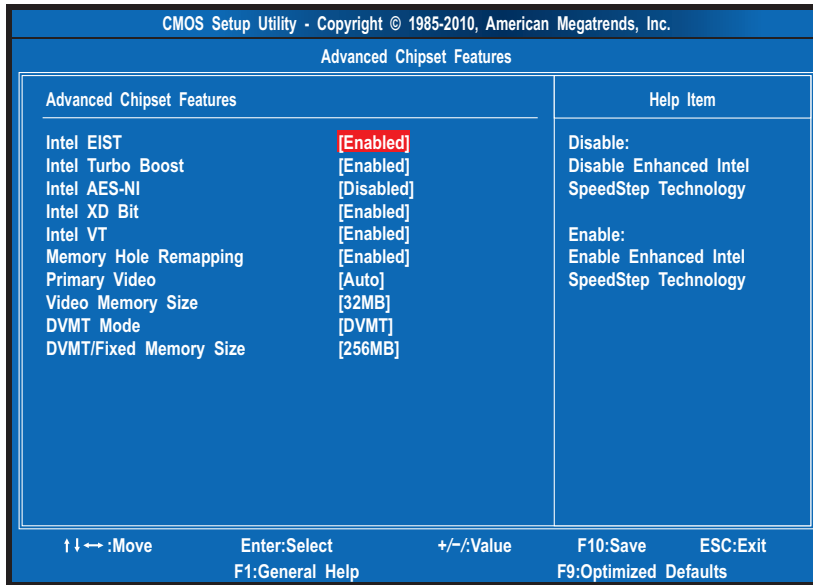 CMOS Setup Utility - Copyright © 1985-2010, American Megatrends, Inc.
Advanced Chipset Features
Advanced Chipset Features
Help Item
Intel EIST [Enabled]
Intel Turbo Boost [Enabled]
Intel AES-NI [Disabled]
Intel XD Bit [Enabled]
Intel VT [Enabled]
Memory Hole Remapping [Enabled]
Primary Video [Auto]
Video Memory Size [32MB]
DVMT Mode [DVMT]
DVMT/Fixed Memory Size [256MB]
Disable:
Disable Enhanced Intel
SpeedStep Technology
Enable:
Enable Enhanced Intel
SpeedStep Technology
↑↓↔ :Move Enter:Select +/−/:Value F10:Save ESC:Exit
F1:General Help F9:Optimized Defaults